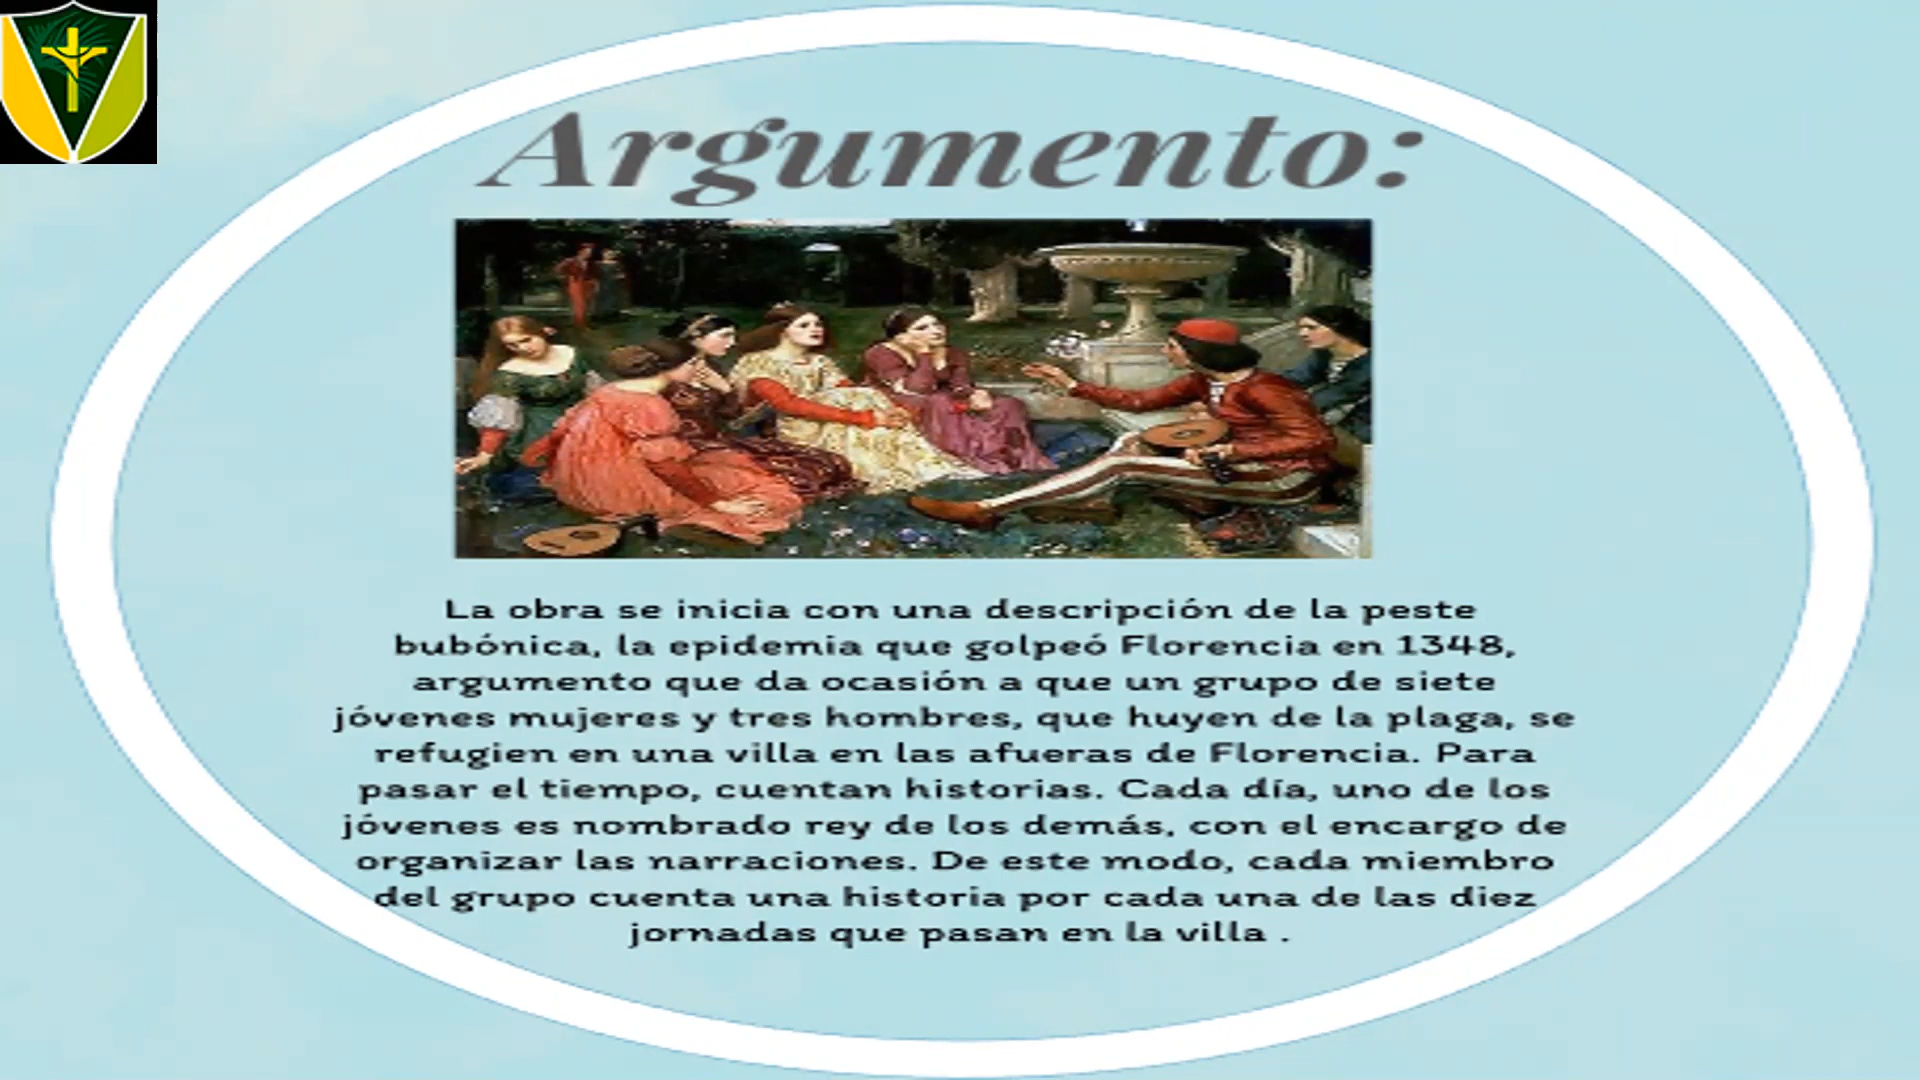 Argumento:
La obra se inicia con una descripción de la peste
bubónica, la epidemia que golpeó Florencia en 1348,
argumento que da ocasión a que un grupo de siete
jóvenes mujeres y tres hombres, que huyen de la plaga, se
refugien en una villa en las afueras de Florencia. Para
pasar el tiempo, cuentan historias. Cada día, uno de los
jóvenes es nombrado rey de los demás, con el encargo de
organizar las narraciones. De este modo, cada miembro
del grupo cuenta una historia por cada una de las diez
jornadas que pasan en la villa .